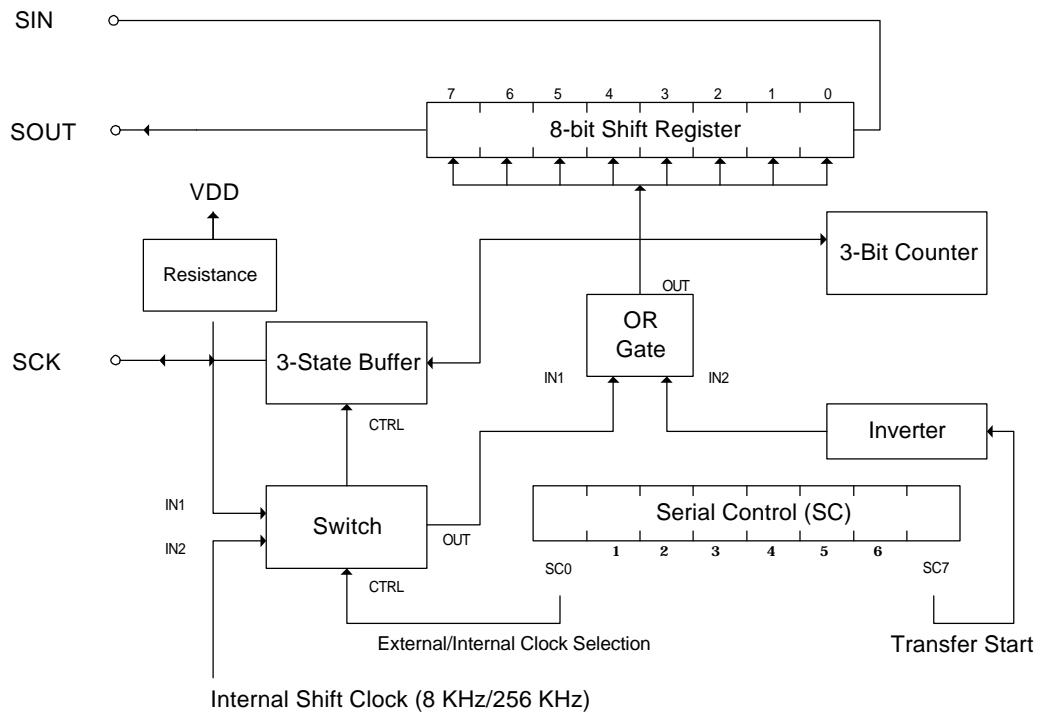 SIN
7 6 5 4 3 2 1 0
SOUT
8-bit Shift Register
VDD
Resistance
3-Bit Counter
OUT
OR
Gate
SCK
3-State Buffer
IN1
IN2
CTRL
Inverter
IN1
Switch
Serial Control (SC)
OUT
IN2
1 2 3 4 5 6
SC0
SC7
CTRL
External/Internal Clock Selection
Transfer Start
Internal Shift Clock (8 KHz/256 KHz)